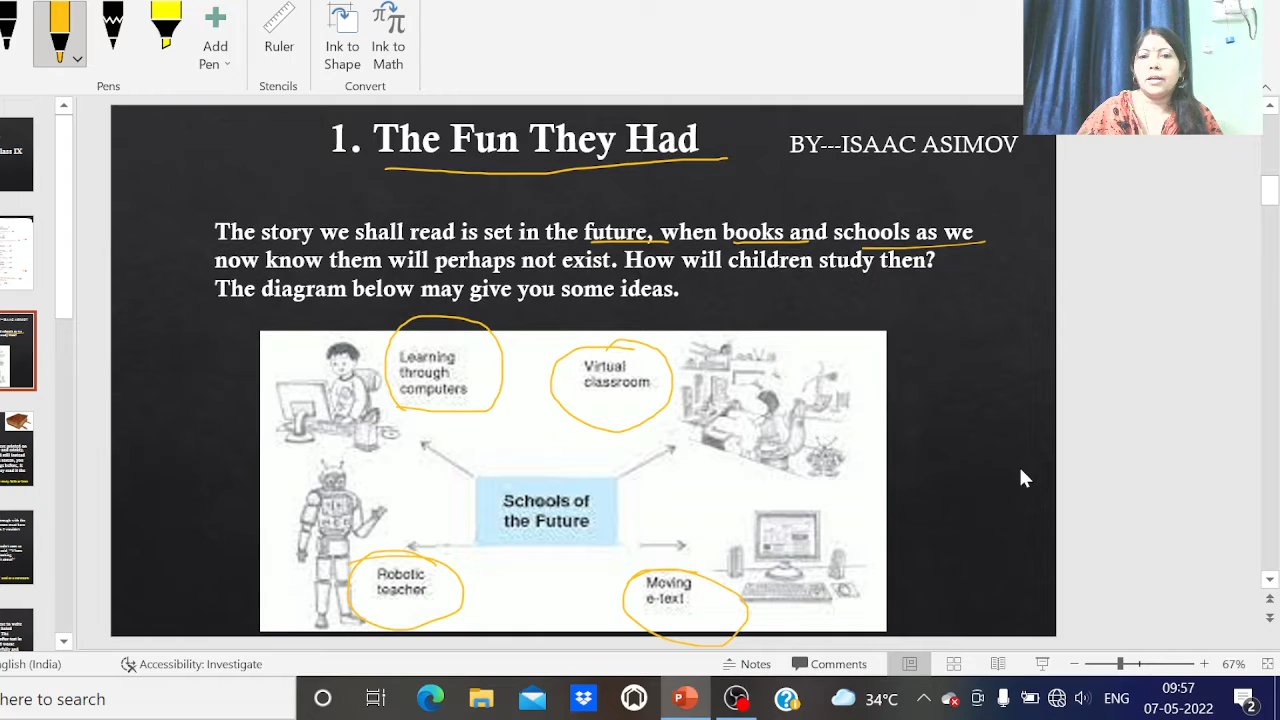 Add
Pen
Ruler
Ink to
Shape
Ink to
Math
Pens
Stencils
Convert
lass IX
1. The Fun They Had
BY---ISAAC ASIMOV
The story we shall read is set in the future, when books and schools as we
now know them will perhaps not exist. How will children study then?
The diagram below may give you some ideas.
Learning
through
computers
Virtual
classroom
Schools of
the Future
Robotic
teacher
Moving
e-text
nglish (India)
Accessibility: Investigate
Notes
Comments
67%
here to search
34°C
ENG
09:57
07-05-2022
2